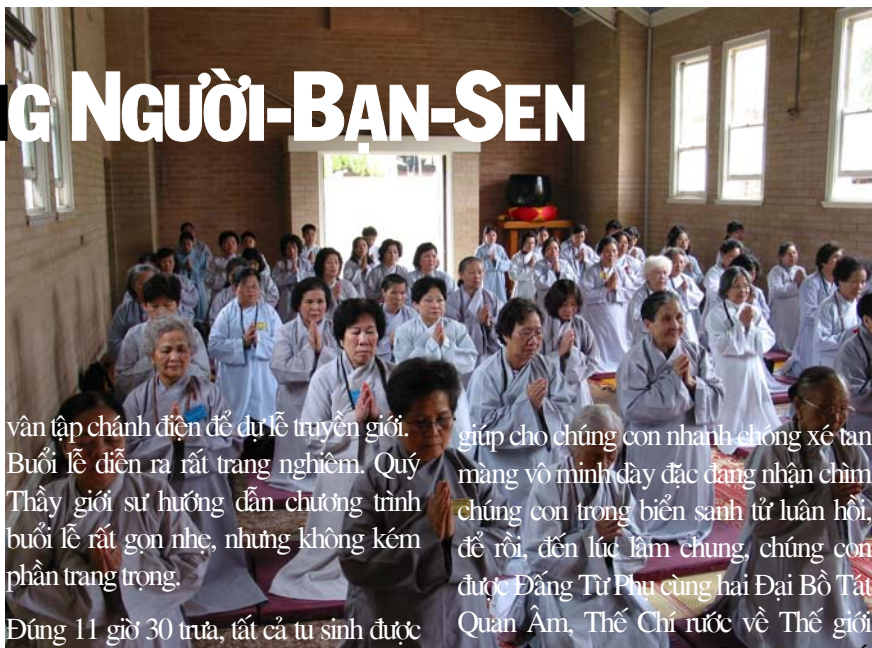 G NGƯỜI-BẠN-SEN
vân tập chánh điện để dự lễ truyền giới.
Buổi lễ diễn ra rất trang nghiêm. Quý
Thầy giới sư hướng dẫn chương trình
buổi lễ rất gọn nhẹ, nhưng không kém
phần trang trọng.
Đúng 11 giờ 30 trưa, tất cả tu sinh được
giúp cho chúng con nhanh chóng xé tan
màng vô minh dày đặc đang nhận chìm
chúng con trong biển sanh tử luân hồi,
để rồi, đến lúc lâm chung, chúng con
được Đấng Từ Phụ cùng hai Đại Bồ Tát
Quan Âm, Thế Chí rước về Thế giới